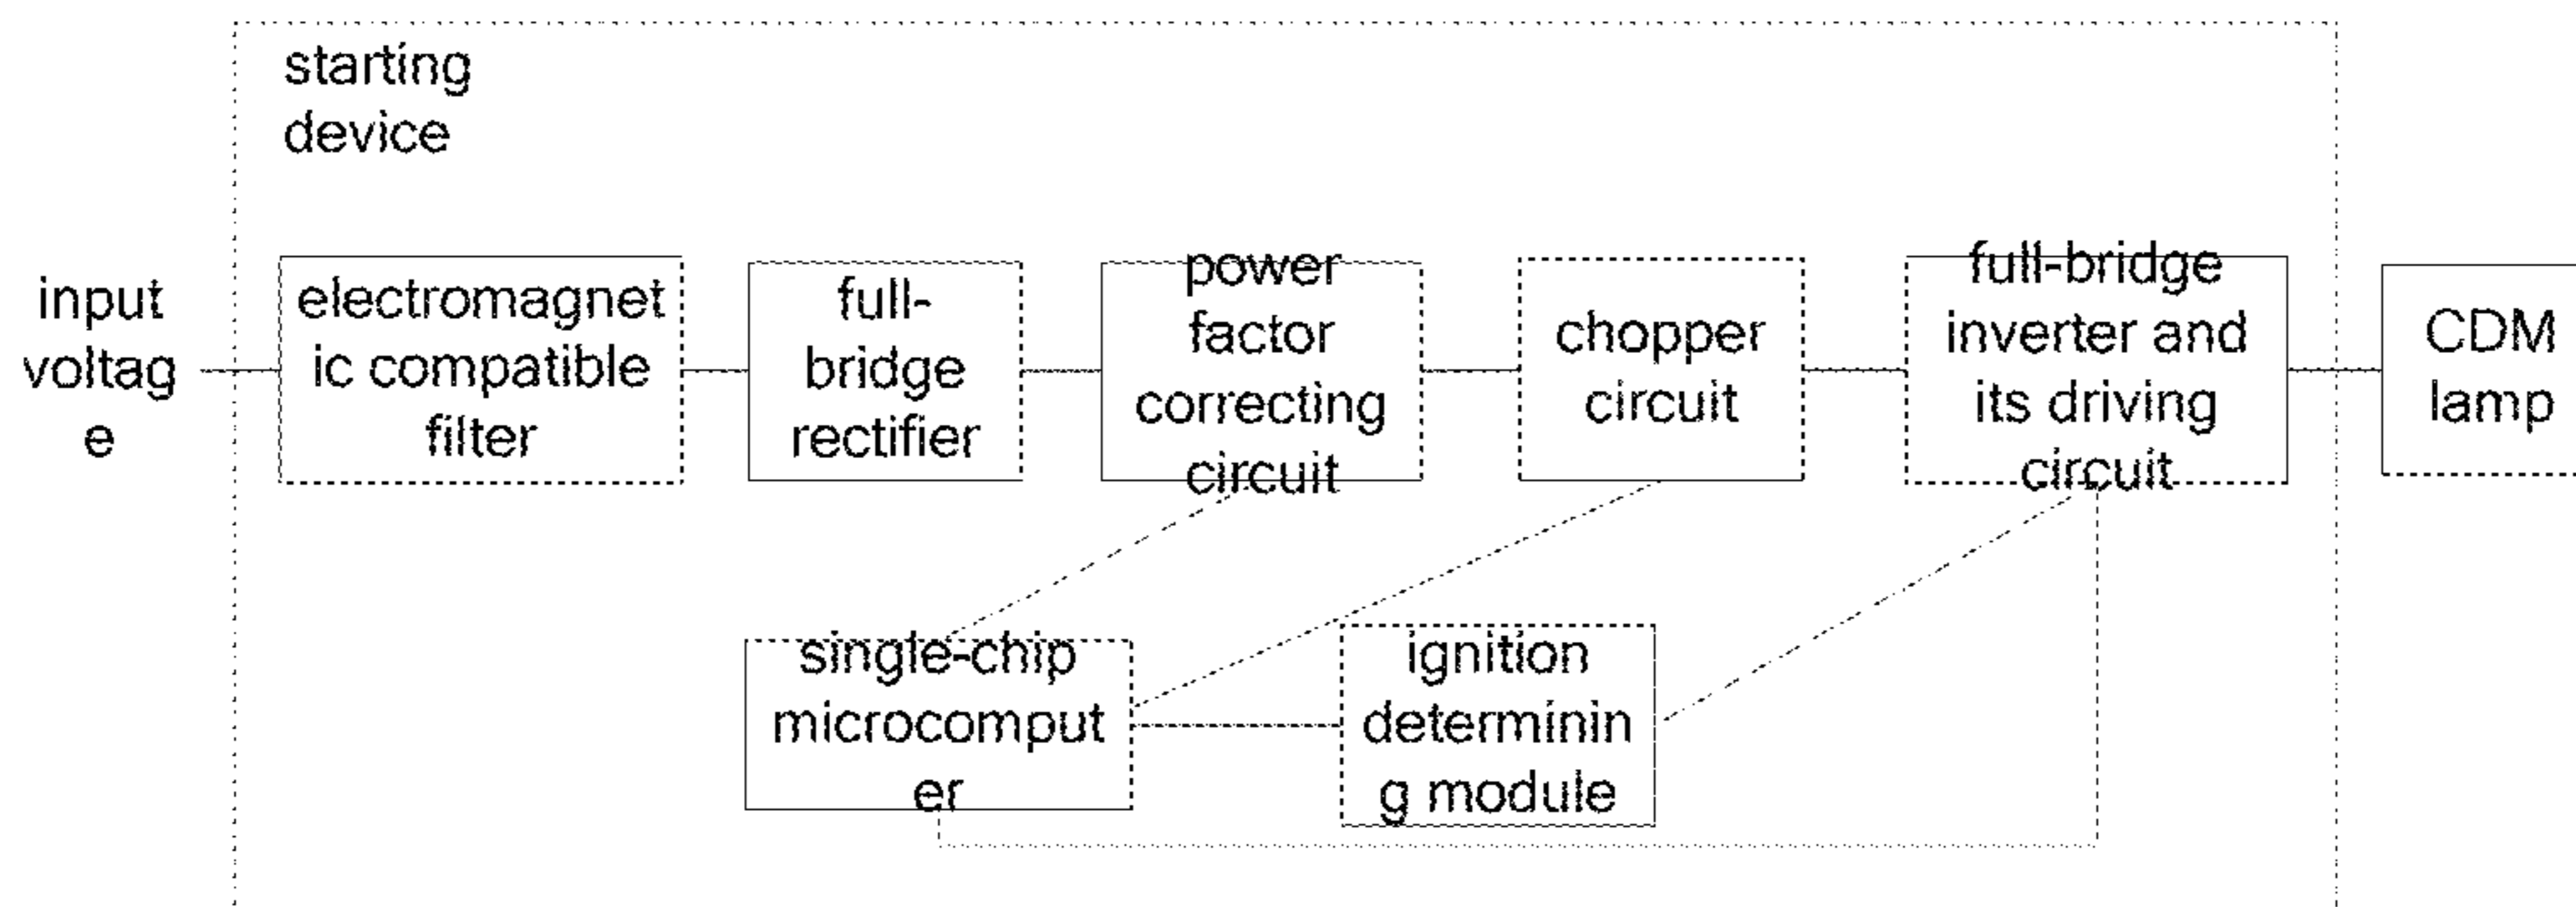 starting
device
input
voltag
e
electromagnet
ic compatible
filter
full-
bridge
rectifier
power
factor
correcting
circuit
chopper
circuit
full-bridge
inverter and
its driving
circuit
CDM
lamp
single-chip
microcomput
er
ignition
determinin
g module